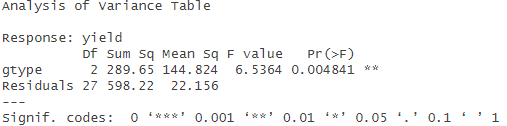 Analysis of Variance Table

Response: yield
          Df Sum Sq Mean Sq F value   Pr(>F)
gtype      2 289.65 144.824  6.5364 0.004841 **
Residuals 27 598.22  22.156
---
Signif. codes:  0 ‘***’ 0.001 ‘**’ 0.01 ‘*’ 0.05 ‘.’ 0.1 ‘ ’ 1